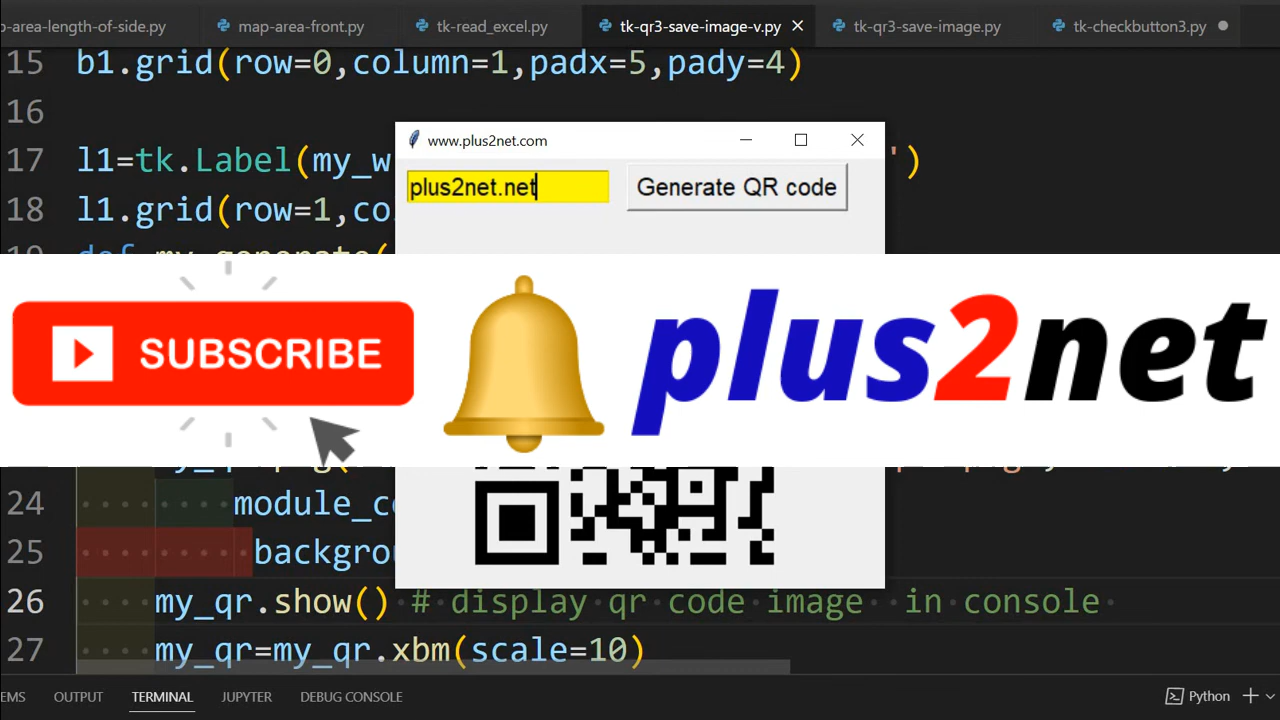 -area-length-of-side.py map-area-front.py tk-read_excel.py tk-qr3-save-image-v.py tk-qr3-save-image.py tk-checkbutton3.py
15 b1.grid(row=0,column=1,padx=5,pady=4)
16
www.plus2net.com
17 l1=tk.Label(my_w ')
plus2net.net Generate QR code
18 l1.grid(row=1,co
def my_generate(
SUBSCRIBE plus2net
24 module_co
25 backgrou
26 my_qr.show() # display qr code image in console
27 my_qr=my_qr.xbm(scale=10)
EMS OUTPUT TERMINAL JUPYTER DEBUG CONSOLE Python